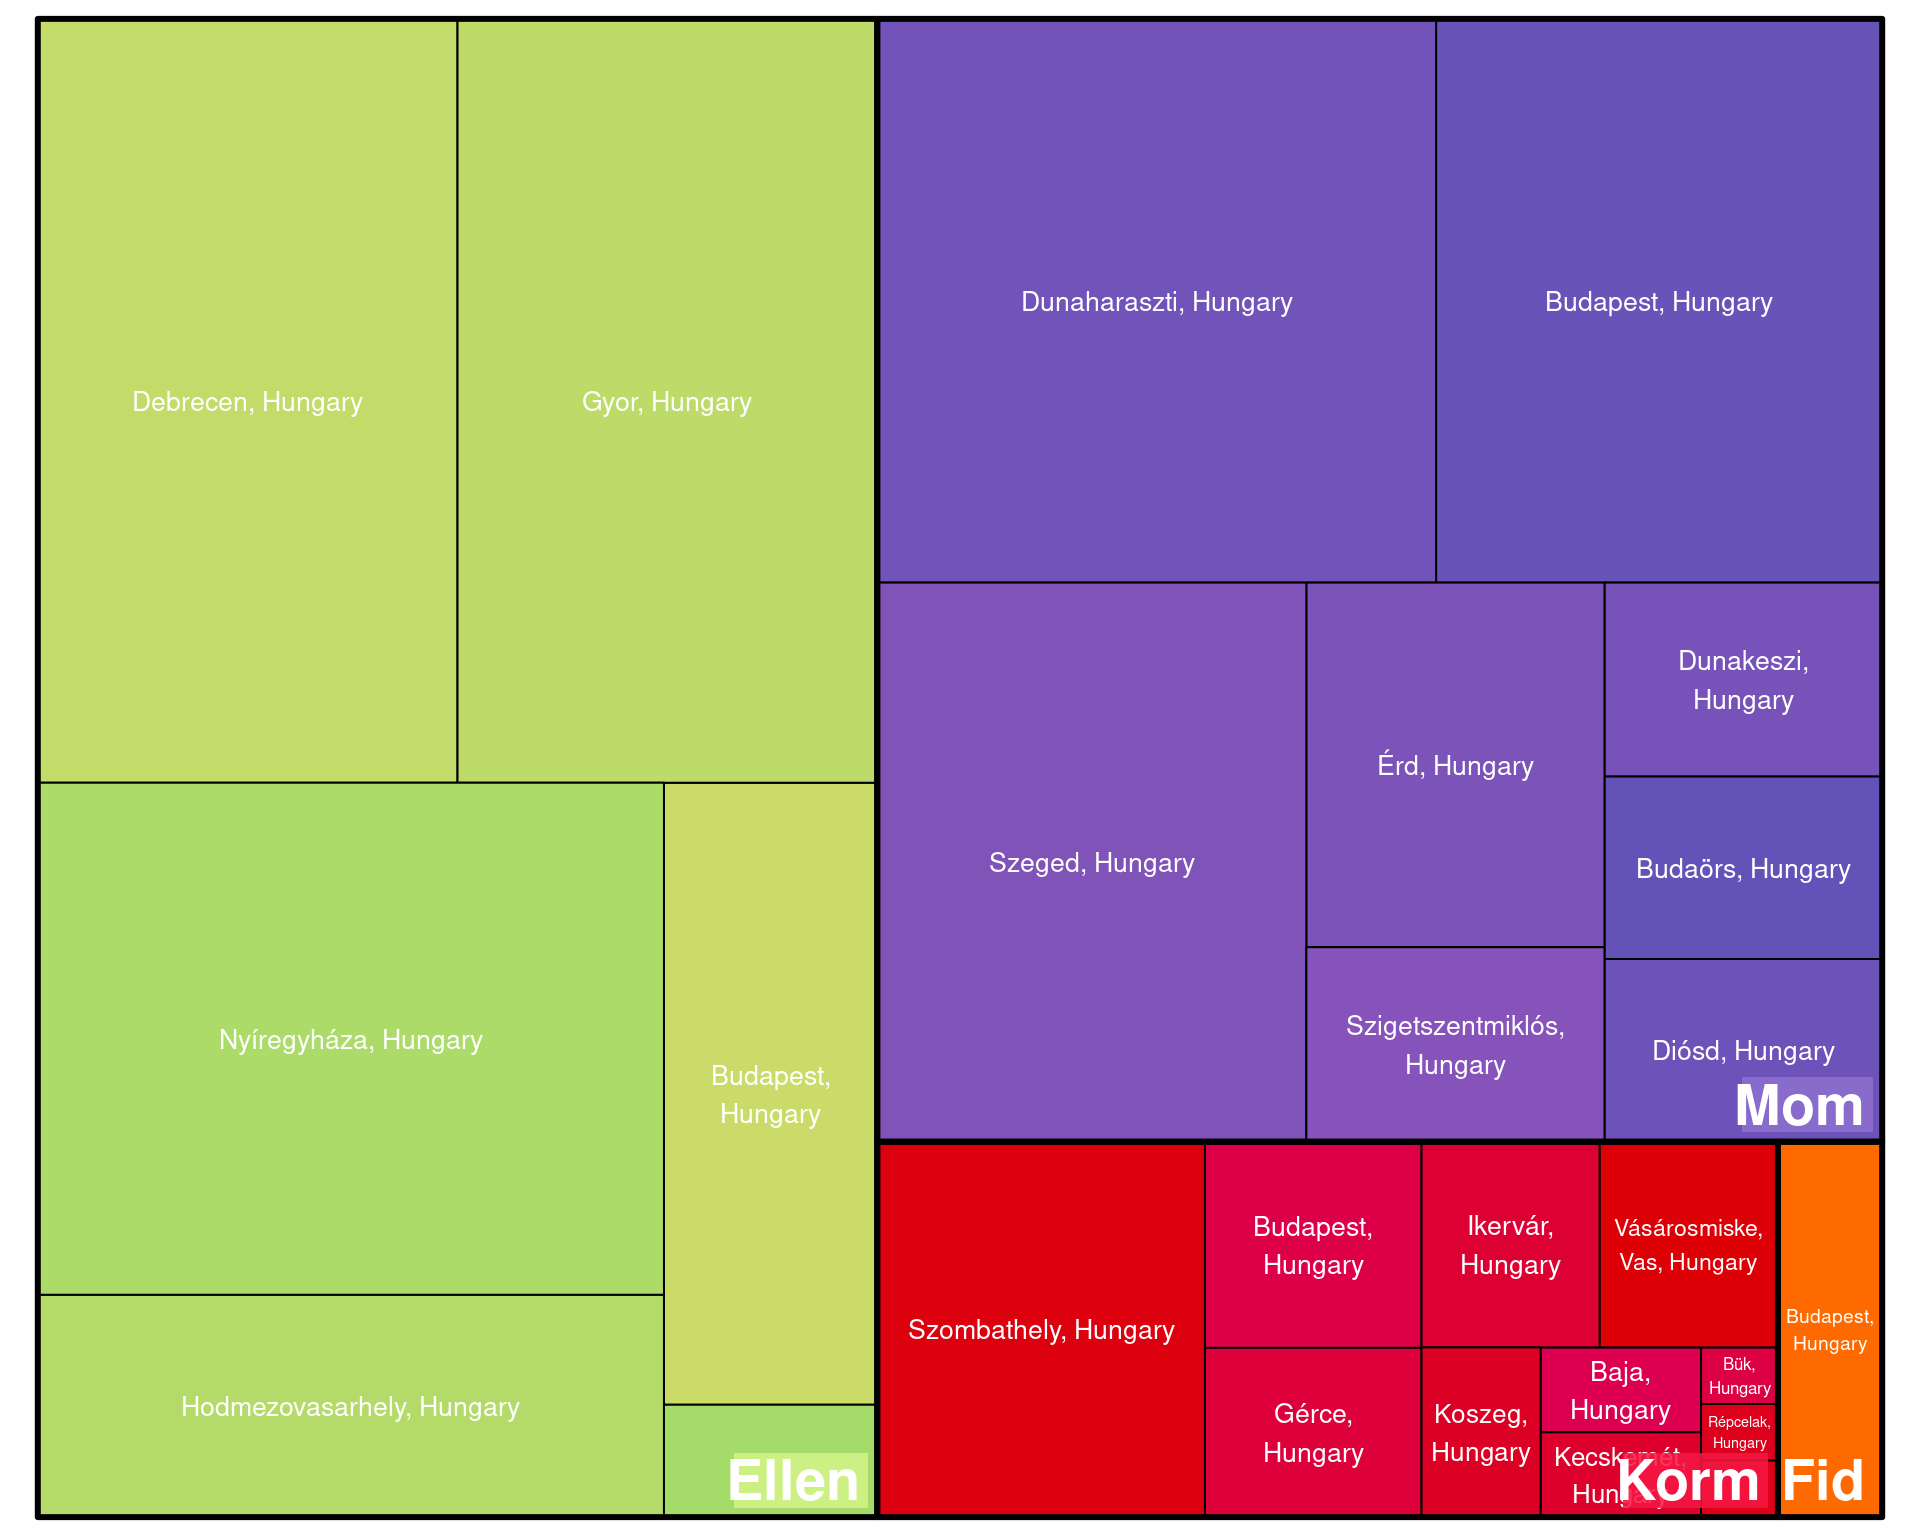 Debrecen, Hungary
Gyor, Hungary
Nyíregyháza, Hungary
Budapest,
Hungary
Hodmezovasarhely, Hungary
Ellen
Dunaharaszti, Hungary
Budapest, Hungary
Szeged, Hungary
Érd, Hungary
Dunakeszi,
Hungary
Budaörs, Hungary
Szigetszentmiklós,
Hungary
Diósd, Hungary
Mom
Szombathely, Hungary
Budapest,
Hungary
Ikervár,
Hungary
Vásárosmiske,
Vas, Hungary
Gérce,
Hungary
Koszeg,
Hungary
Baja,
Hungary
Bük,
Hungary
Répcelak,
Hungary
Kecskemét,
Hungary
Korm
Budapest,
Hungary
Fid